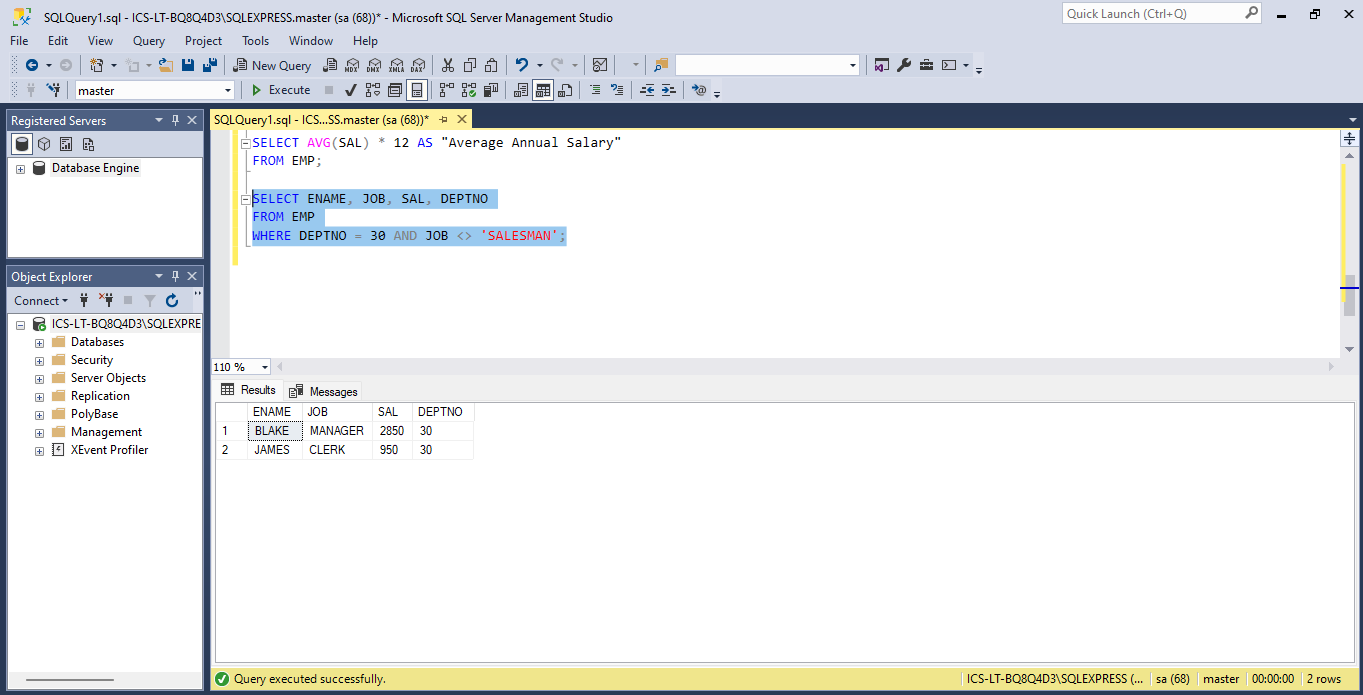 SQLQuery1.sql - ICS-LT-BQ8Q4D3\SQLEXPRESS.master (sa (68))* - Microsoft SQL Server Management Studio
Quick Launch (Ctrl+Q)
File Edit View Query Project Tools Window Help
New Query MDX DMX XMLA DAX
master Execute
Registered Servers
Database Engine
Object Explorer
Connect
ICS-LT-BQ8Q4D3\SQLEXPRE
Databases
Security
Server Objects
Replication
PolyBase
Management
XEvent Profiler
SQLQuery1.sql - ICS...SS.master (sa (68))*
SELECT AVG(SAL) * 12 AS "Average Annual Salary"
FROM EMP;
SELECT ENAME, JOB, SAL, DEPTNO
FROM EMP
WHERE DEPTNO = 30 AND JOB <> 'SALESMAN';
110 %
Results Messages
ENAME JOB SAL DEPTNO
1 BLAKE MANAGER 2850 30
2 JAMES CLERK 950 30
Query executed successfully.
ICS-LT-BQ8Q4D3\SQLEXPRESS (... sa (68) master 00:00:00 2 rows